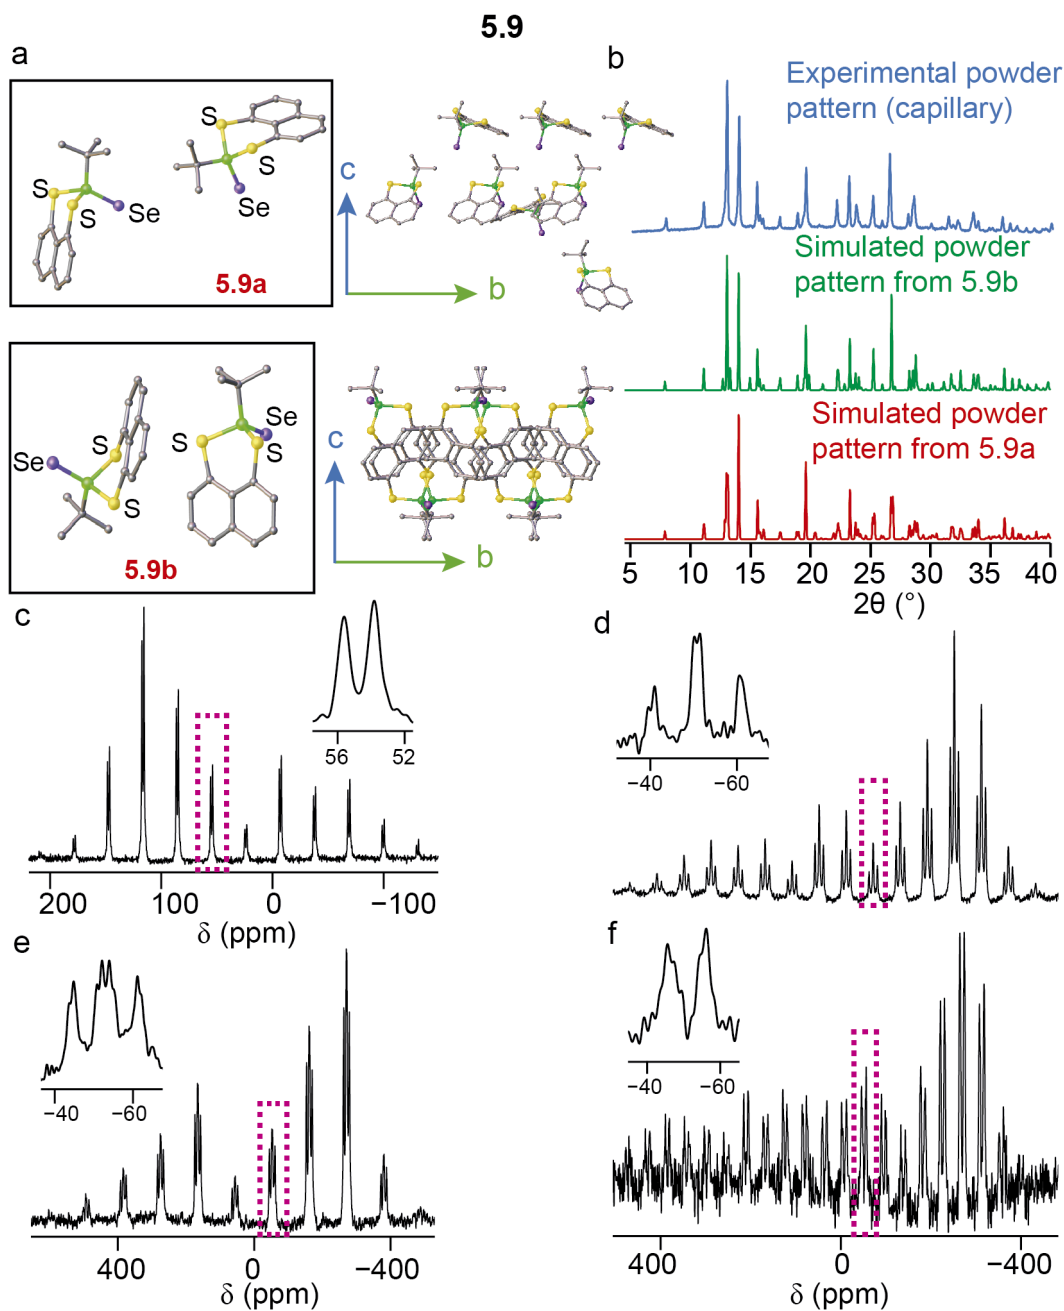 5.9
a
S
S
Se
S
S
Se
5.9a
c
b
b
Experimental powder
pattern (capillary)
Simulated powder
pattern from 5.9b
Simulated powder
pattern from 5.9a
5 10 15 20 25 30 35 40
2θ (°)
Se
S
S
S
Se
S
5.9b
c
b
c
56 52
200 100 0 −100
δ (ppm)
d
−40 −60
e
−40 −60
400 0 −400
δ (ppm)
f
−40 −60
400 0 −400
δ (ppm)